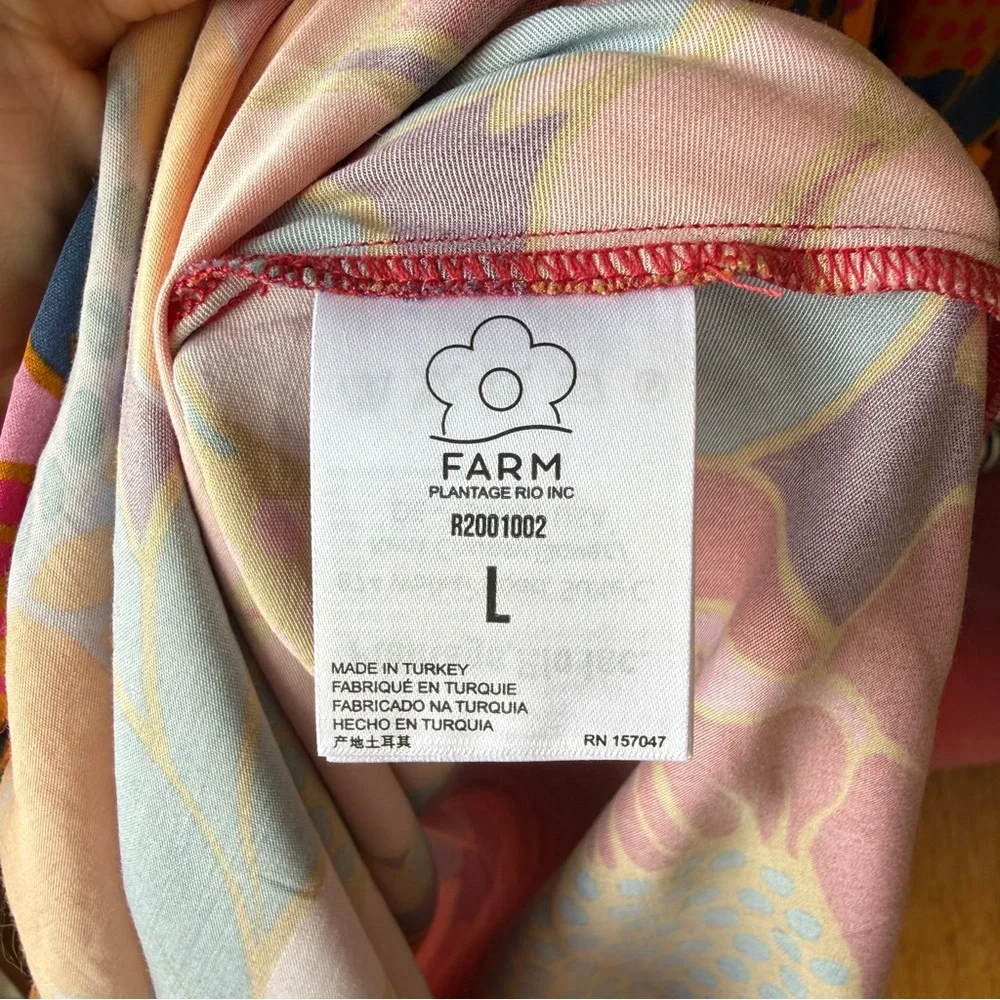 FARM
PLANTAGE RIO INC
R2001002
L
MADE IN TURKEY
FABRIQUÉ EN TURQUIE
FABRICADO NA TURQUIA
HECHO EN TURQUIA
产地土耳其
RN 157047